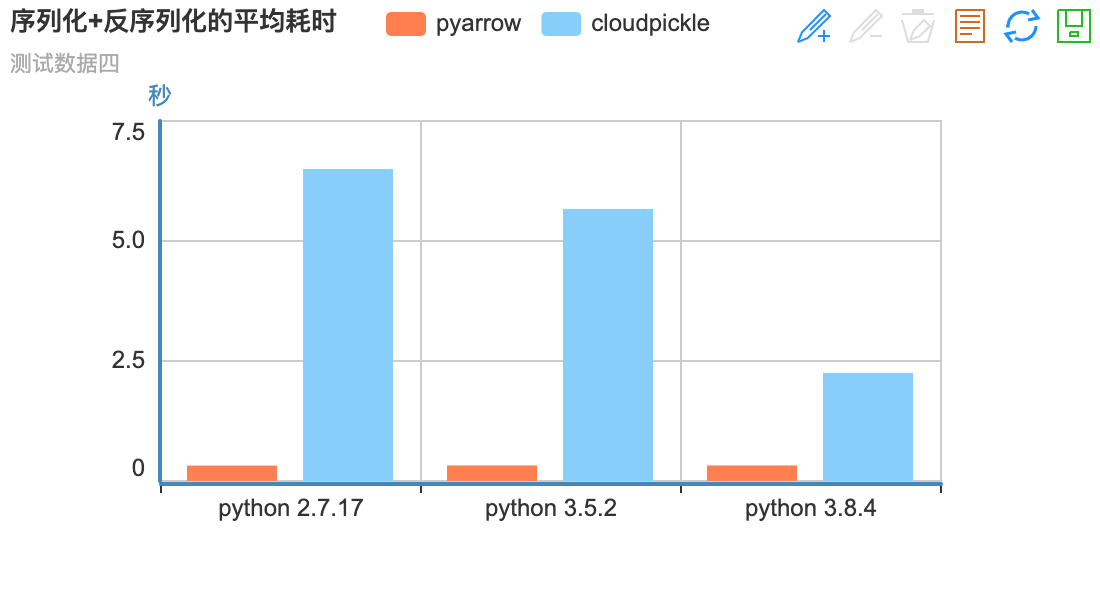 序列化+反序列化的平均耗时
pyarrow
cloudpickle
测试数据四
秒
7.5
5.0
2.5
0
python 2.7.17
python 3.5.2
python 3.8.4